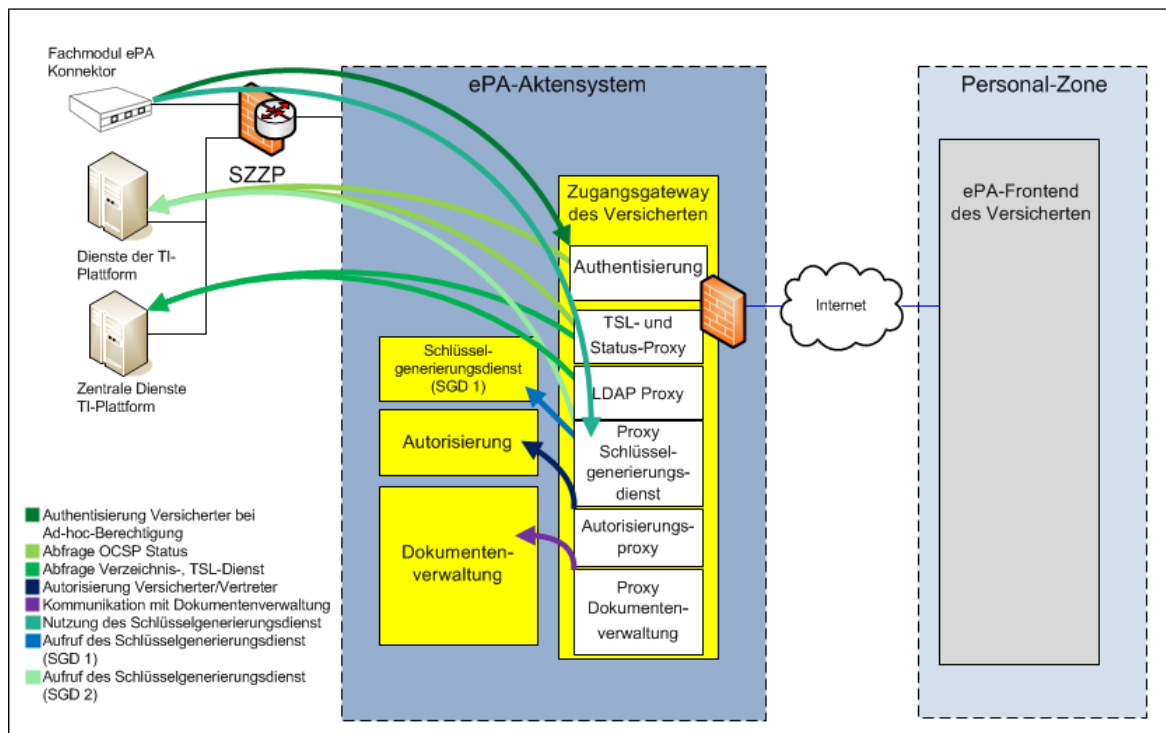 Fachmodul ePA
Konnektor
SZZP
Dienste der TI-
Plattform
Zentrale Dienste
TI-Plattform
ePA-Aktensystem
Zugangsgateway
des Versicherten
Authentisierung
TSL- und
Status-Proxy
LDAP Proxy
Proxy
Schlüssel-
generierungs-
dienst
Autorisierungs-
proxy
Proxy
Dokumenten-
verwaltung
Schlüssel-
generierungsdienst
(SGD 1)
Autorisierung
Dokumenten-
verwaltung
Internet
Personal-Zone
ePA-Frontend
des Versicherten
Authentisierung Versicherter bei
Ad-hoc-Berechtigung
Abfrage OCSP Status
Abfrage Verzeichnis-, TSL-Dienst
Autorisierung Versicherter/Vertreter
Kommunikation mit Dokumentenverwaltung
Nutzung des Schlüsselgenerierungsdienst
Aufruf des Schlüsselgenerierungsdienst
(SGD 1)
Aufruf des Schlüsselgenerierungsdienst
(SGD 2)